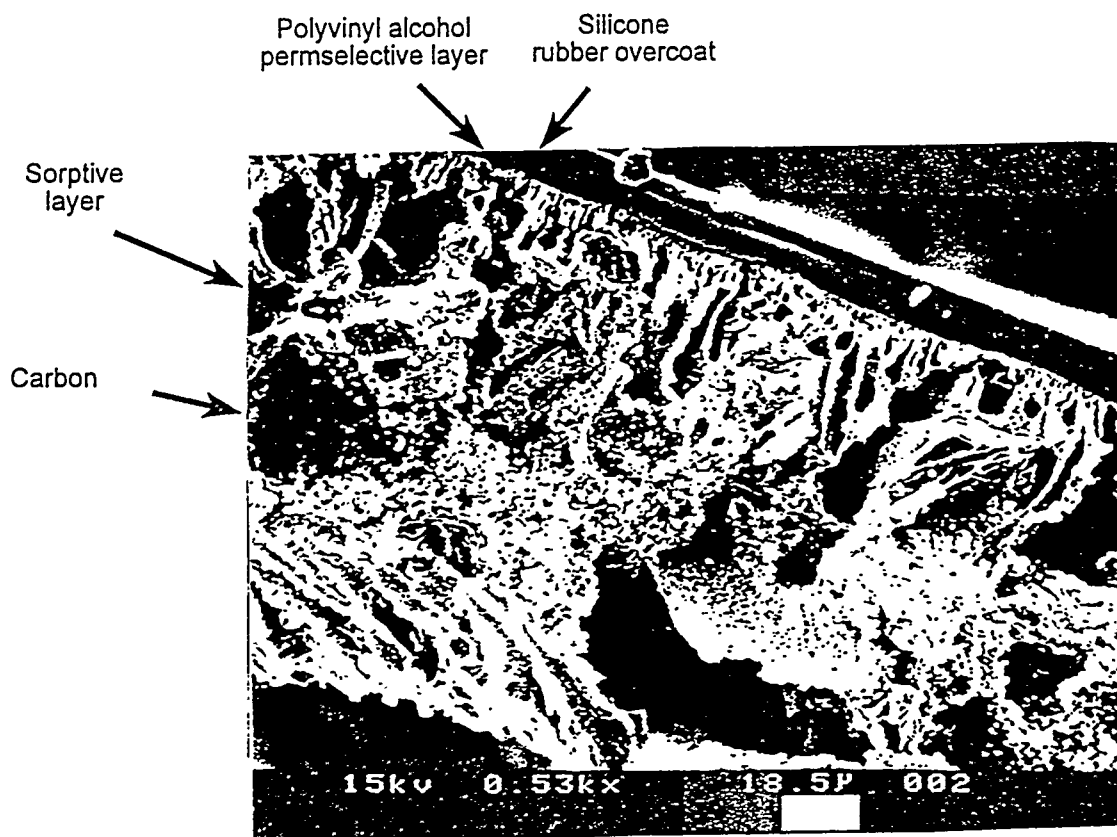 Polyvinyl alcohol
permselective layer
Silicone
rubber overcoat
Sorptive
layer
Carbon
15kv 0.53kx 18.5µ 002